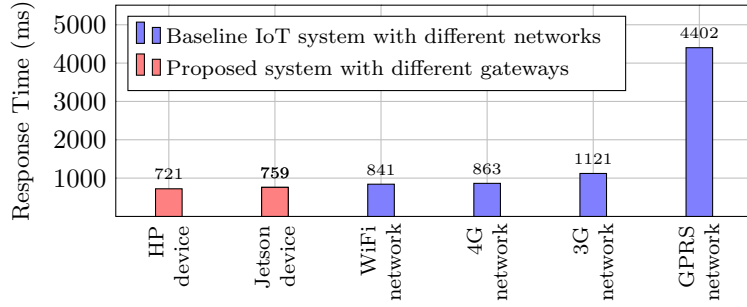 Response Time (ms)
5000
4000
3000
2000
1000
Baseline IoT system with different networks
Proposed system with different gateways
721
759
841
863
1121
4402
HP
device
Jetson
device
WiFi
network
4G
network
3G
network
GPRS
network